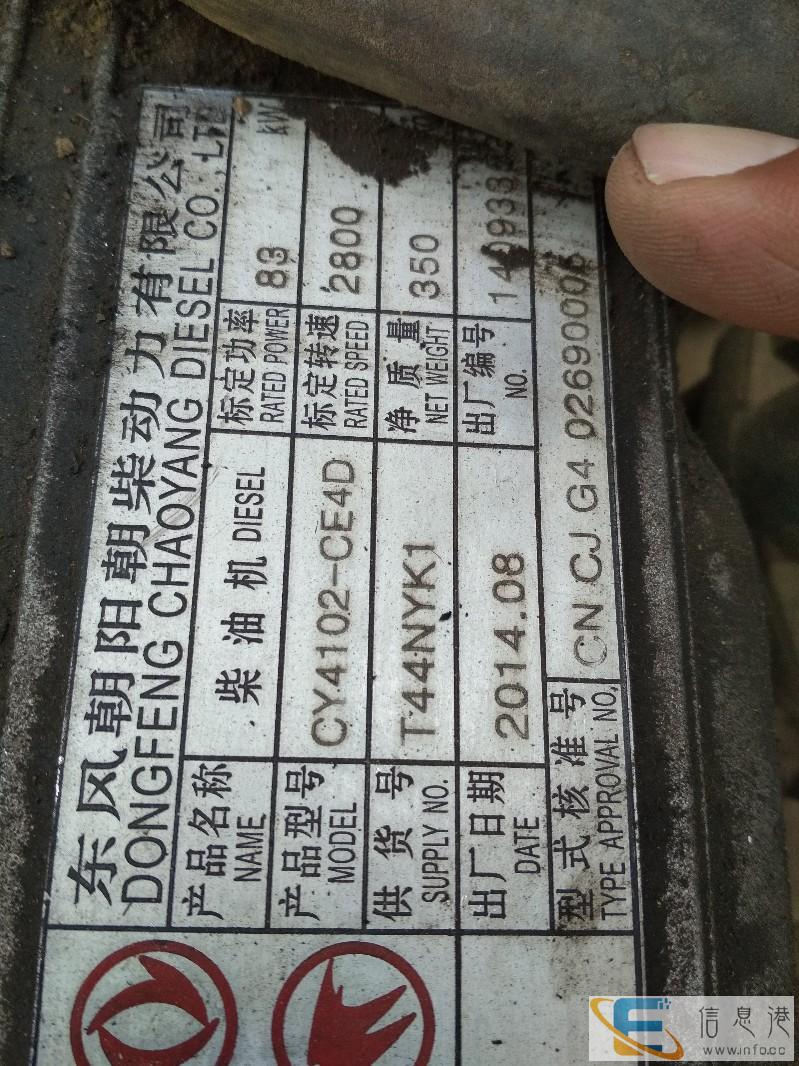 东风朝阳朝柴动力有限公司
DONGFENG CHAOYANG DIESEL CO.,LTD
产品名称 NAME 柴油机 DIESEL 标定功率 RATED POWER 83 kW
产品型号 MODEL CY4102-CE4D 标定转速 RATED SPEED 2800
供货号 SUPPLY NO. T44NYK1 净质量 NET WEIGHT 350
出厂日期 DATE 2014.08 出厂编号 NO.
型式核准号 TYPE APPROVAL NO. CN CJ G4 0269000
信息港
www.info.cc